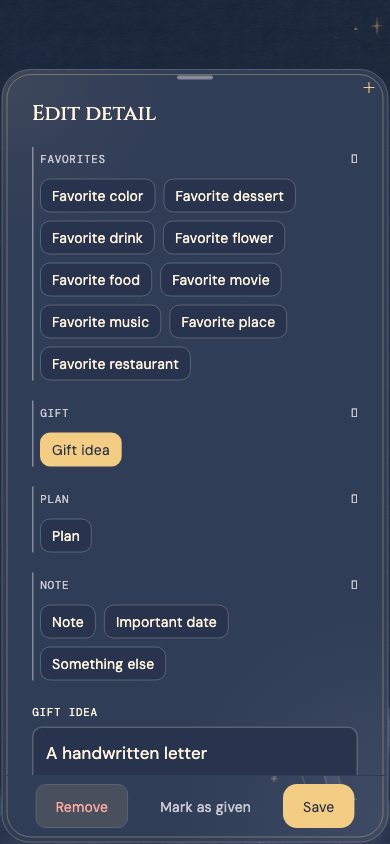 Edit detail
FAVORITES
Favorite color Favorite dessert
Favorite drink Favorite flower
Favorite food Favorite movie
Favorite music Favorite place
Favorite restaurant
GIFT
Gift idea
PLAN
Plan
NOTE
Note Important date
Something else
GIFT IDEA
A handwritten letter
Remove Mark as given Save